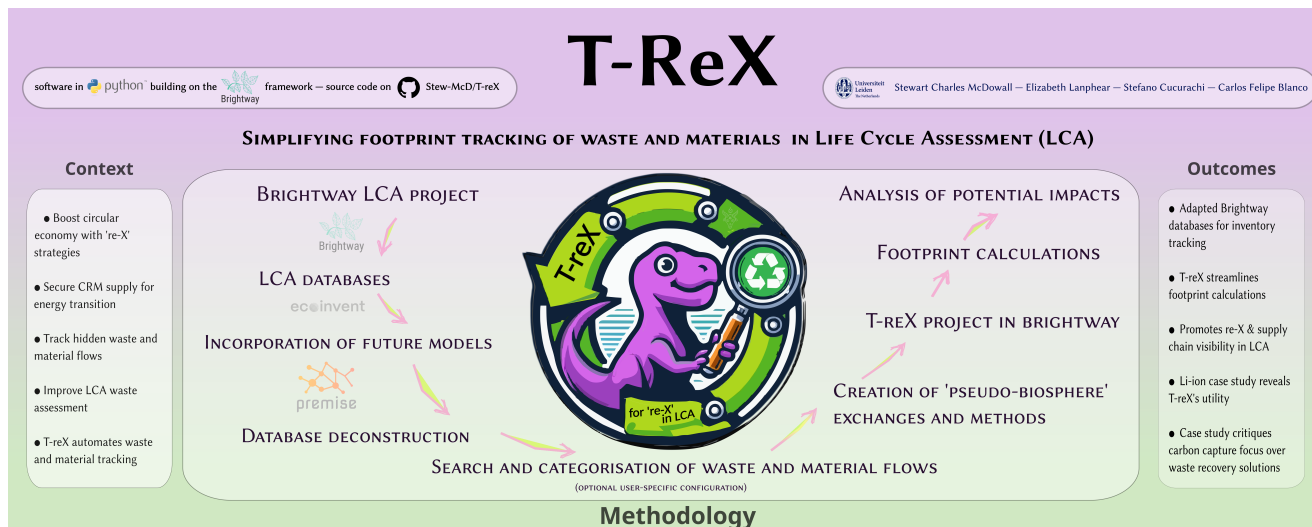 T-ReX
software in python building on the Brightway framework — source code on Stew-McD/T-reX
Universiteit
Leiden
The Netherlands
Stewart Charles McDowall — Elizabeth Lanphear — Stefano Cucurachi — Carlos Felipe Blanco
Simplifying footprint tracking of waste and materials in Life Cycle Assessment (LCA)
Context
• Boost circular
economy with 're-X'
strategies
• Secure CRM supply for
energy transition
• Track hidden waste and
material flows
• Improve LCA waste
assessment
• T-reX automates waste
and material tracking
Brightway LCA project
Brightway
LCA databases
ecoinvent
Incorporation of future models
premise
Database deconstruction
Search and categorisation of waste and material flows
(optional user-specific configuration)
T-reX
for 're-X'
in LCA
Analysis of potential impacts
Footprint calculations
T-reX project in brightway
Creation of 'pseudo-biosphere'
exchanges and methods
Outcomes
• Adapted Brightway
databases for inventory
tracking
• T-reX streamlines
footprint calculations
• Promotes re-X & supply
chain visibility in LCA
• Li-ion case study reveals
T-reX's utility
• Case study critiques
carbon capture focus over
waste recovery solutions
Methodology